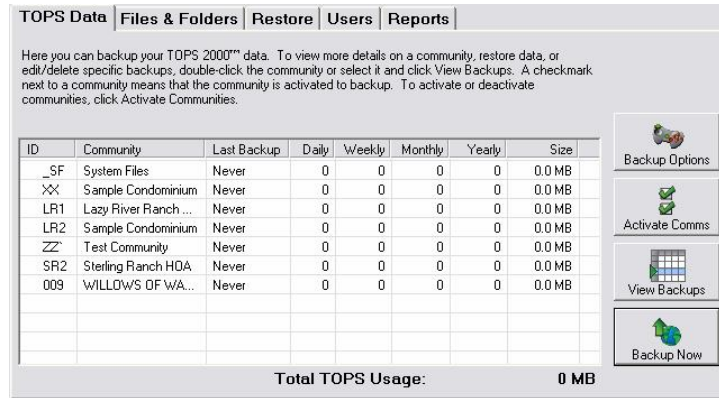 TOPS Data Files & Folders Restore Users Reports
Here you can backup your TOPS 2000™ data. To view more details on a community, restore data, or
edit/delete specific backups, double-click the community or select it and click View Backups. A checkmark
next to a community means that the community is activated to backup. To activate or deactivate
communities, click Activate Communities.
ID Community Last Backup Daily Weekly Monthly Yearly Size
_SF System Files Never 0 0 0 0 0.0 MB
XX Sample Condominium Never 0 0 0 0 0.0 MB
LR1 Lazy River Ranch ... Never 0 0 0 0 0.0 MB
LR2 Sample Condominium Never 0 0 0 0 0.0 MB
ZZ` Test Community Never 0 0 0 0 0.0 MB
SR2 Sterling Ranch HOA Never 0 0 0 0 0.0 MB
009 WILLOWS OF WA... Never 0 0 0 0 0.0 MB
Total TOPS Usage: 0 MB
Backup Options
Activate Comms
View Backups
Backup Now